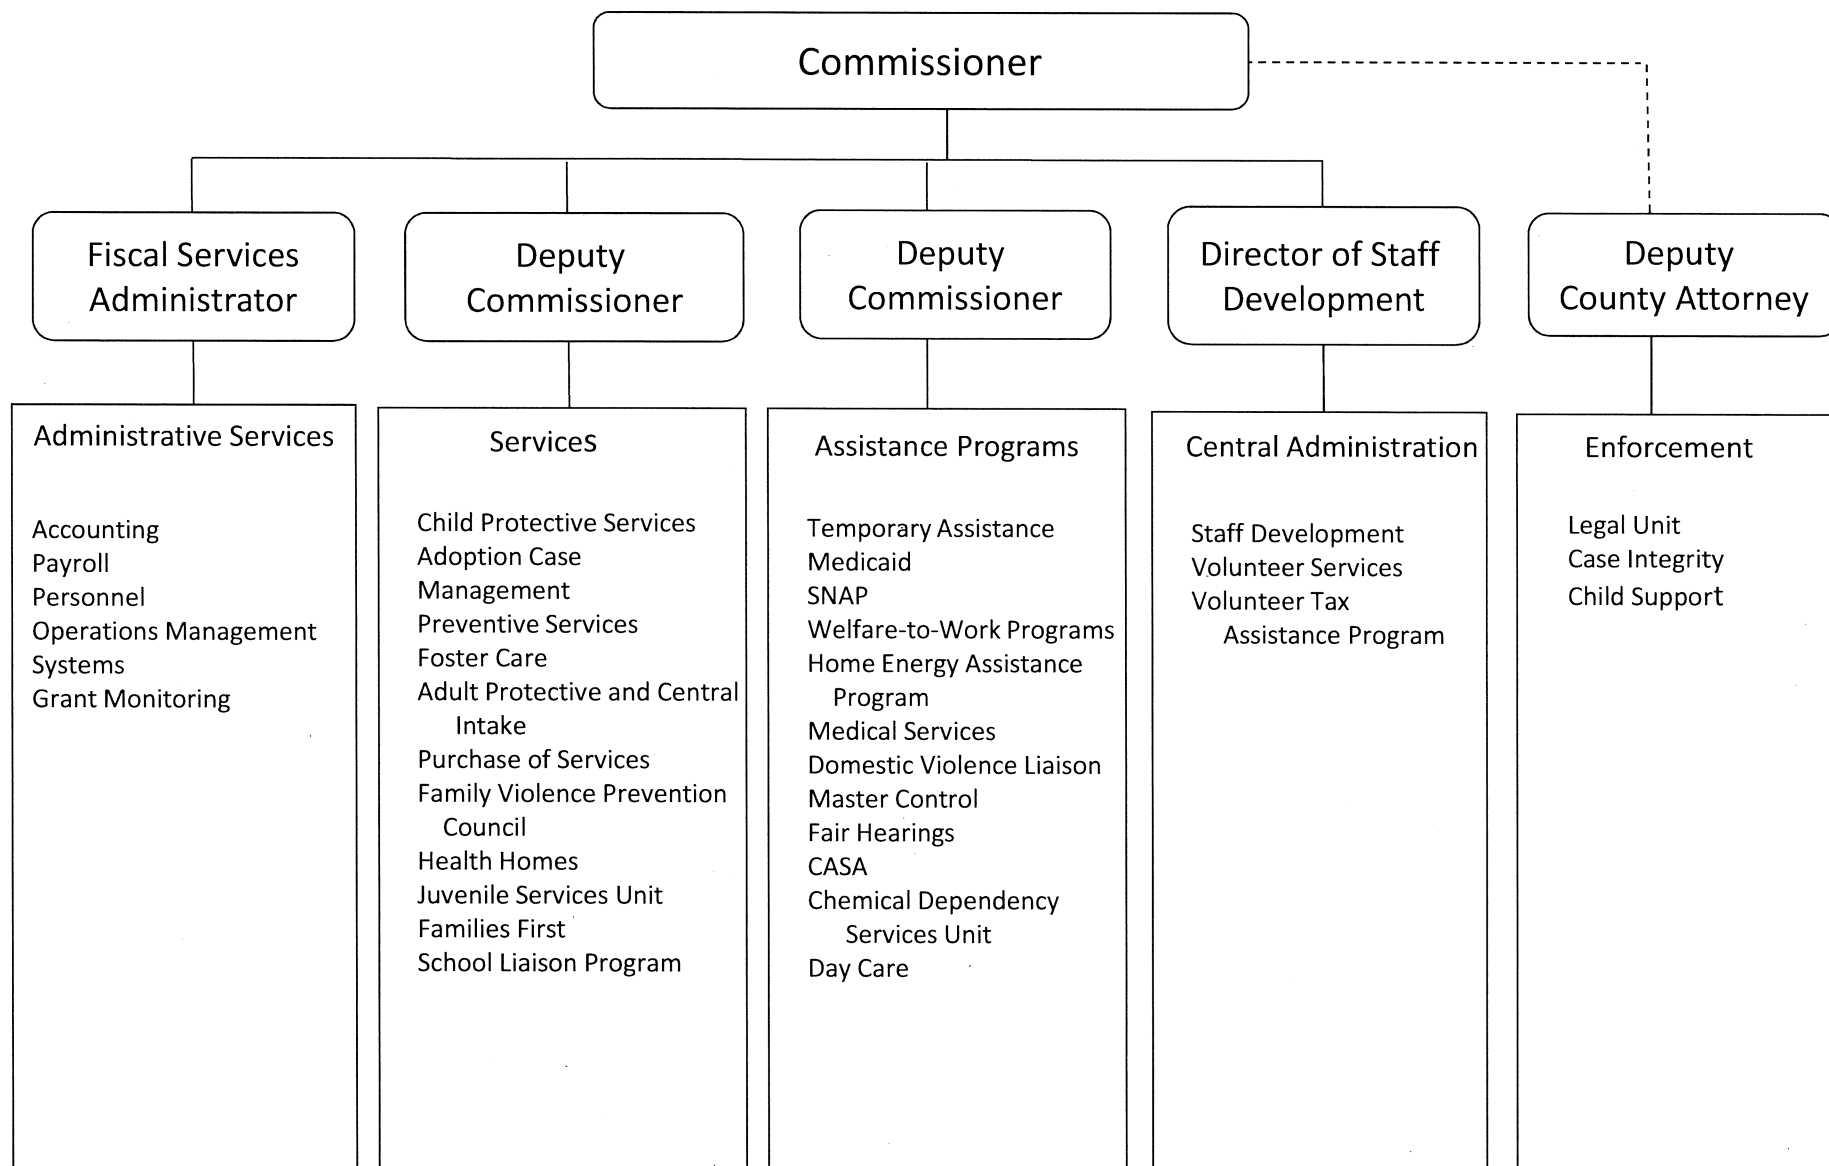 Commissioner
Fiscal Services
Administrator
Deputy
Commissioner
Deputy
Commissioner
Director of Staff
Development
Deputy
County Attorney
Administrative Services
Accounting
Payroll
Personnel
Operations Management
Systems
Grant Monitoring
Services
Child Protective Services
Adoption Case
Management
Preventive Services
Foster Care
Adult Protective and Central
Intake
Purchase of Services
Family Violence Prevention
Council
Health Homes
Juvenile Services Unit
Families First
School Liaison Program
Assistance Programs
Temporary Assistance
Medicaid
SNAP
Welfare-to-Work Programs
Home Energy Assistance
Program
Medical Services
Domestic Violence Liaison
Master Control
Fair Hearings
CASA
Chemical Dependency
Services Unit
Day Care
Central Administration
Staff Development
Volunteer Services
Volunteer Tax
Assistance Program
Enforcement
Legal Unit
Case Integrity
Child Support